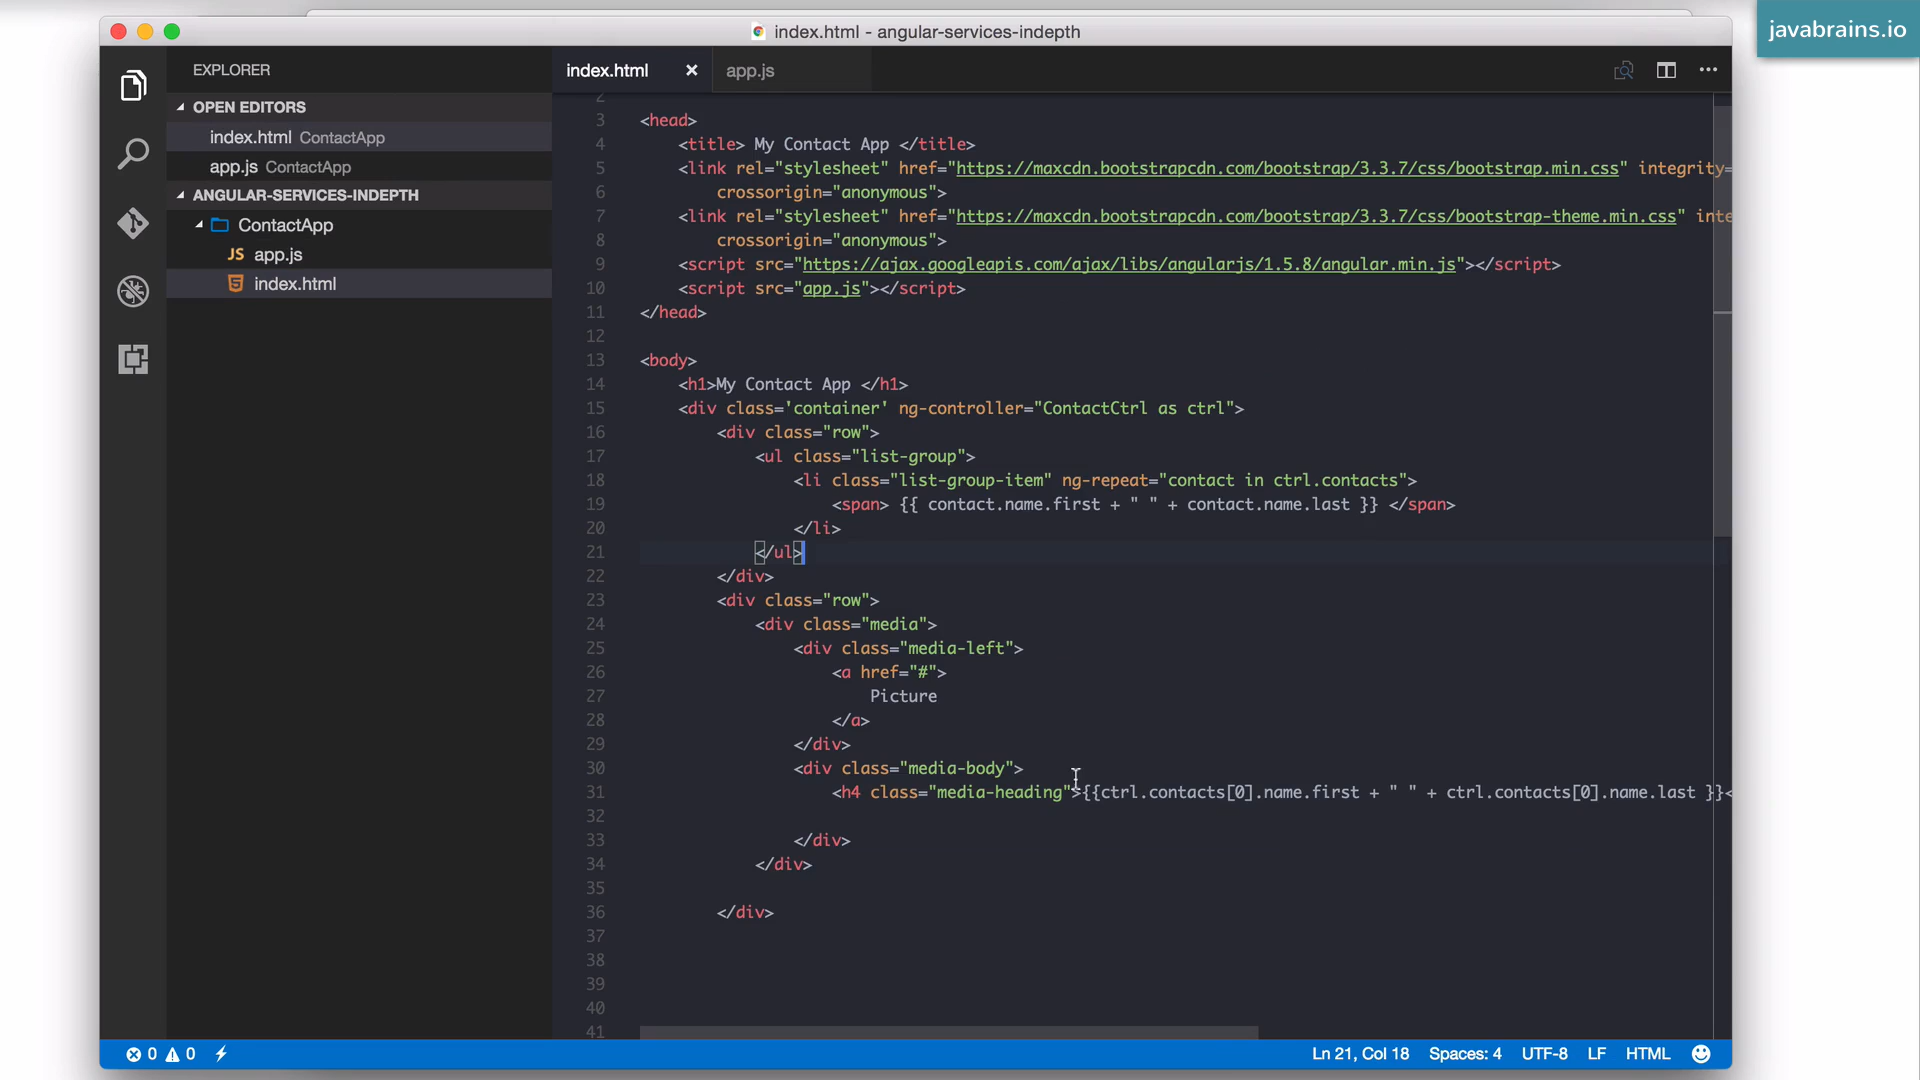 index.html - angular-services-indepth
javabrains.io
EXPLORER
OPEN EDITORS
index.html ContactApp
app.js ContactApp
ANGULAR-SERVICES-INDEPTH
ContactApp
JS app.js
index.html
index.html
app.js
2
3 <head>
4 <title> My Contact App </title>
5 <link rel="stylesheet" href="https://maxcdn.bootstrapcdn.com/bootstrap/3.3.7/css/bootstrap.min.css" integrity=
6 crossorigin="anonymous">
7 <link rel="stylesheet" href="https://maxcdn.bootstrapcdn.com/bootstrap/3.3.7/css/bootstrap-theme.min.css" inte
8 crossorigin="anonymous">
9 <script src="https://ajax.googleapis.com/ajax/libs/angularjs/1.5.8/angular.min.js"></script>
10 <script src="app.js"></script>
11 </head>
12
13 <body>
14 <h1>My Contact App </h1>
15 <div class='container' ng-controller="ContactCtrl as ctrl">
16 <div class="row">
17 <ul class="list-group">
18 <li class="list-group-item" ng-repeat="contact in ctrl.contacts">
19 <span> {{ contact.name.first + " " + contact.name.last }} </span>
20 </li>
21 </ul>
22 </div>
23 <div class="row">
24 <div class="media">
25 <div class="media-left">
26 <a href="#">
27 Picture
28 </a>
29 </div>
30 <div class="media-body">
31 <h4 class="media-heading">{{ctrl.contacts[0].name.first + " " + ctrl.contacts[0].name.last }}<
32
33 </div>
34 </div>
35
36 </div>
37
38
39
40
41
0 0
Ln 21, Col 18 Spaces: 4 UTF-8 LF HTML